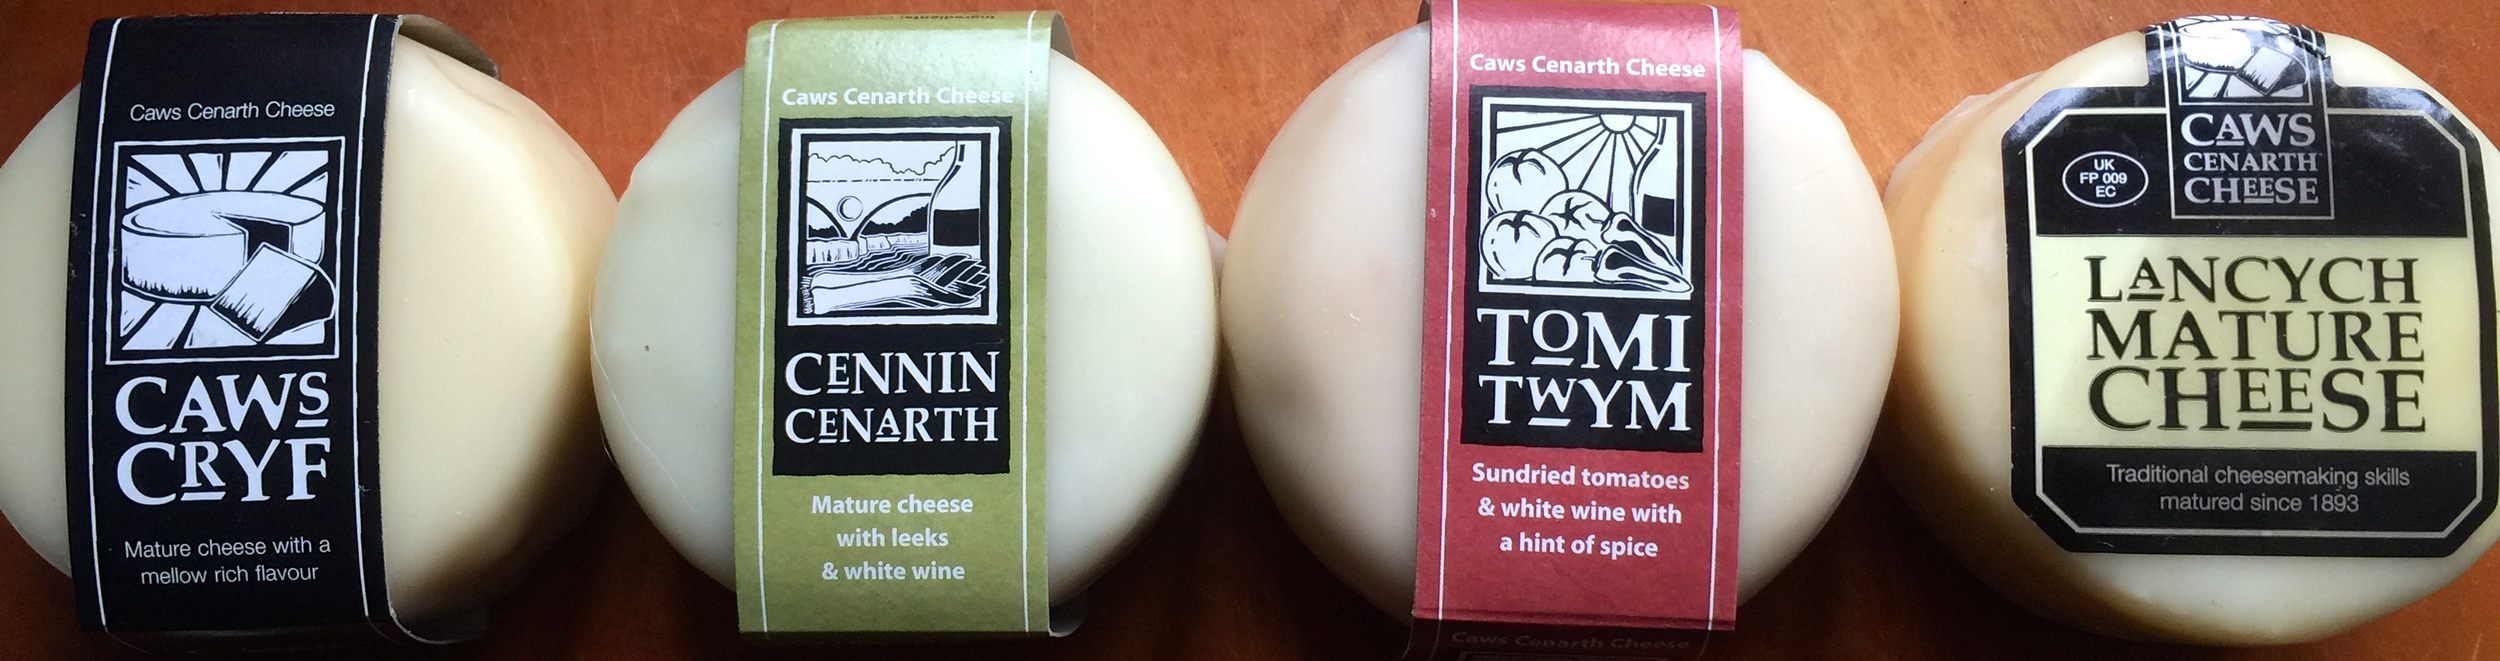 Caws Cenarth Cheese
CAWS
CRYF
Mature cheese with a
mellow rich flavour
Ingredients:
Caws Cenarth Cheese
CENNIN
CENARTH
Mature cheese
with leeks
& white wine
Caws Cenarth Cheese
TOMI
TWYM
Sundried tomatoes
& white wine with
a hint of spice
Caws Cenarth Cheese
CAWS
CENARTH
CHEESE
UK
FP 009
EC
LANCYCH
MATURE
CHEESE
Traditional cheesemaking skills
matured since 1893